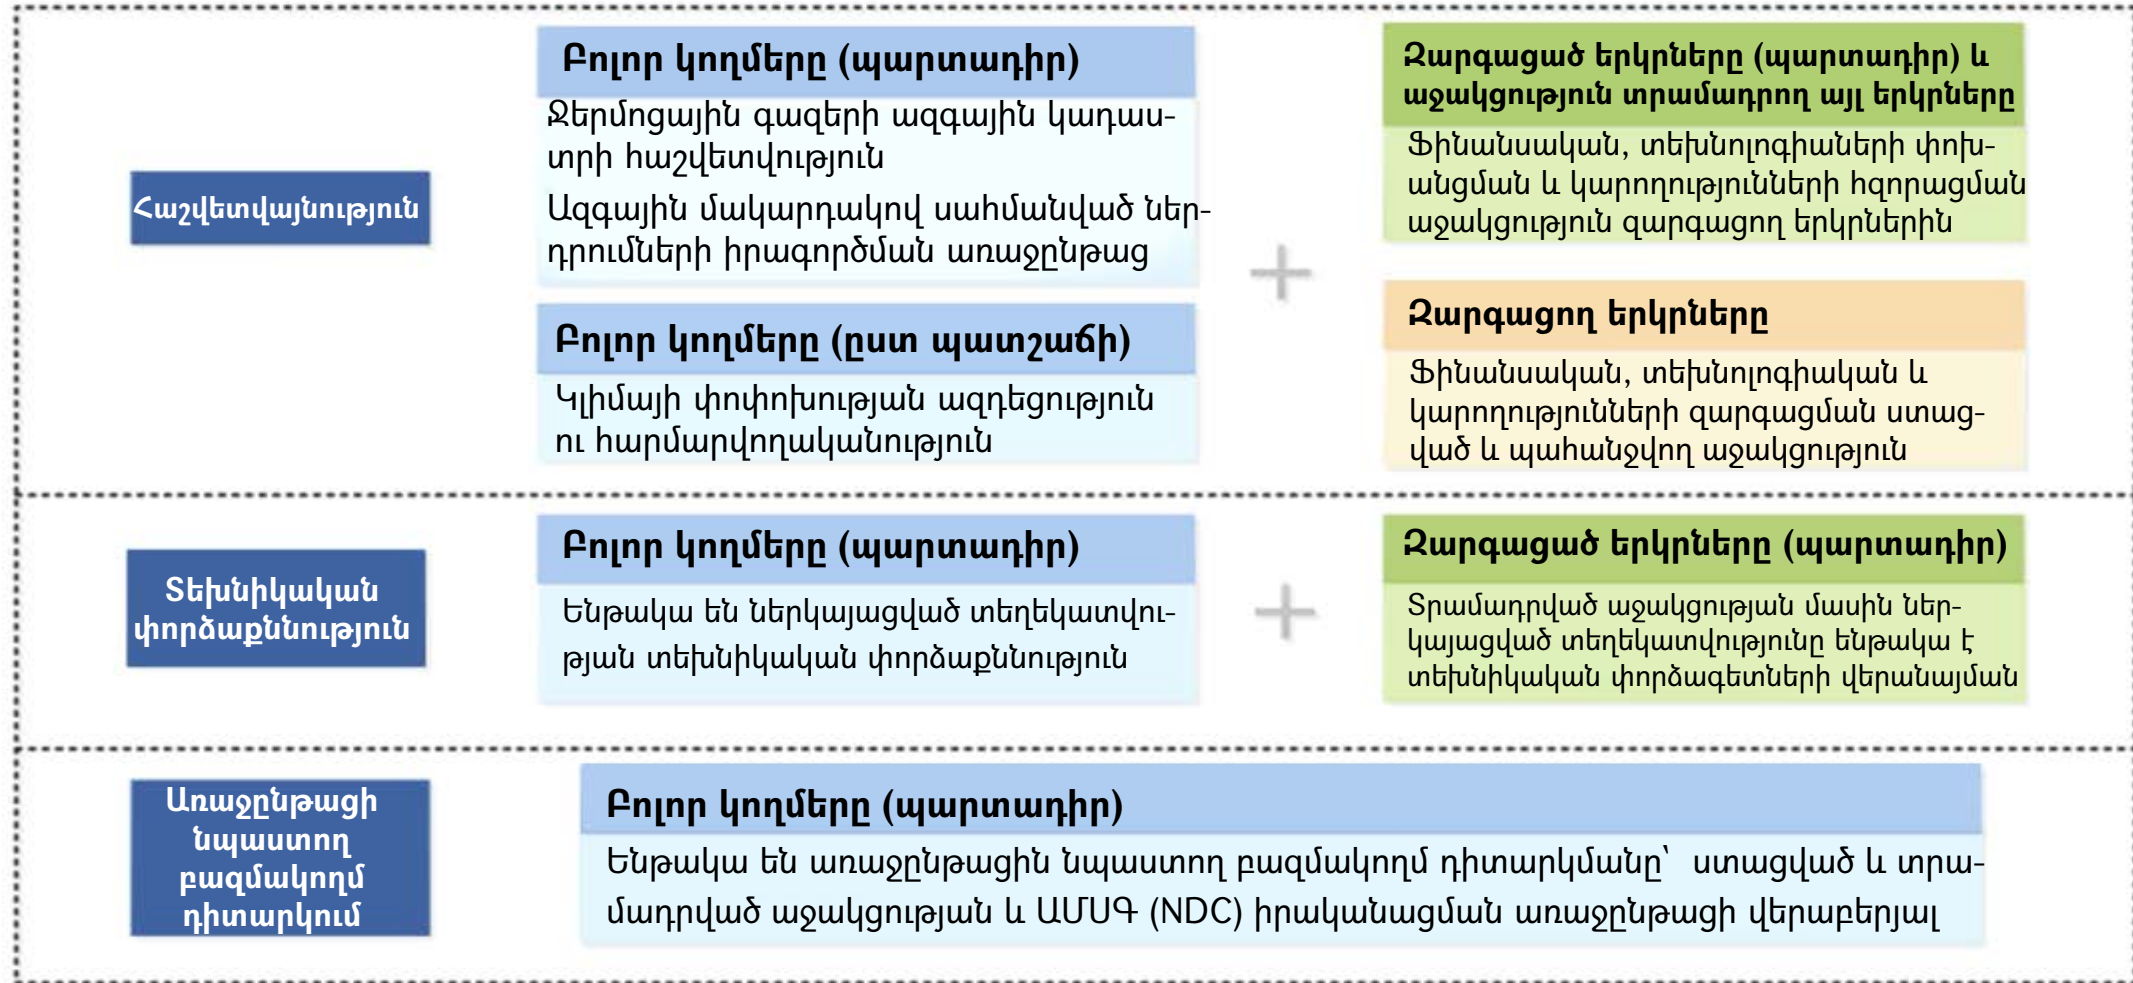 Հաշվետվայնություն
Բոլոր կողմերը (պարտադիր)
Ջերմոցային գազերի ազգային կադաս-
տրի հաշվետվություն
Ազգային մակարդակով սահմանված ներ-
դրումների իրագործման առաջընթաց
Բոլոր կողմերը (ըստ պատշաճի)
Կլիմայի փոփոխության ազդեցություն
ու հարմարվողականություն
+
Զարգացած երկրները (պարտադիր) և
աջակցություն տրամադրող այլ երկրները
Ֆինանսական, տեխնոլոգիաների փոխ-
անցման և կարողությունների հզորացման
աջակցություն զարգացող երկրներին
Զարգացող երկրները
Ֆինանսական, տեխնոլոգիական և
կարողությունների զարգացման ստաց-
ված և պահանջվող աջակցություն
Տեխնիկական
փորձաքննություն
Բոլոր կողմերը (պարտադիր)
Ենթակա են ներկայացված տեղեկատվու-
թյան տեխնիկական փորձաքննություն
+
Զարգացած երկրները (պարտադիր)
Տրամադրված աջակցության մասին ներ-
կայացված տեղեկատվությունը ենթակա է
տեխնիկական փորձագետների վերանայման
Առաջընթացի
նպաստող
բազմակողմ
դիտարկում
Բոլոր կողմերը (պարտադիր)
Ենթակա են առաջընթացին նպաստող բազմակողմ դիտարկմանը՝ ստացված և տրա-
մադրված աջակցության և ԱՄՍԳ (NDC) իրականացման առաջընթացի վերաբերյալ